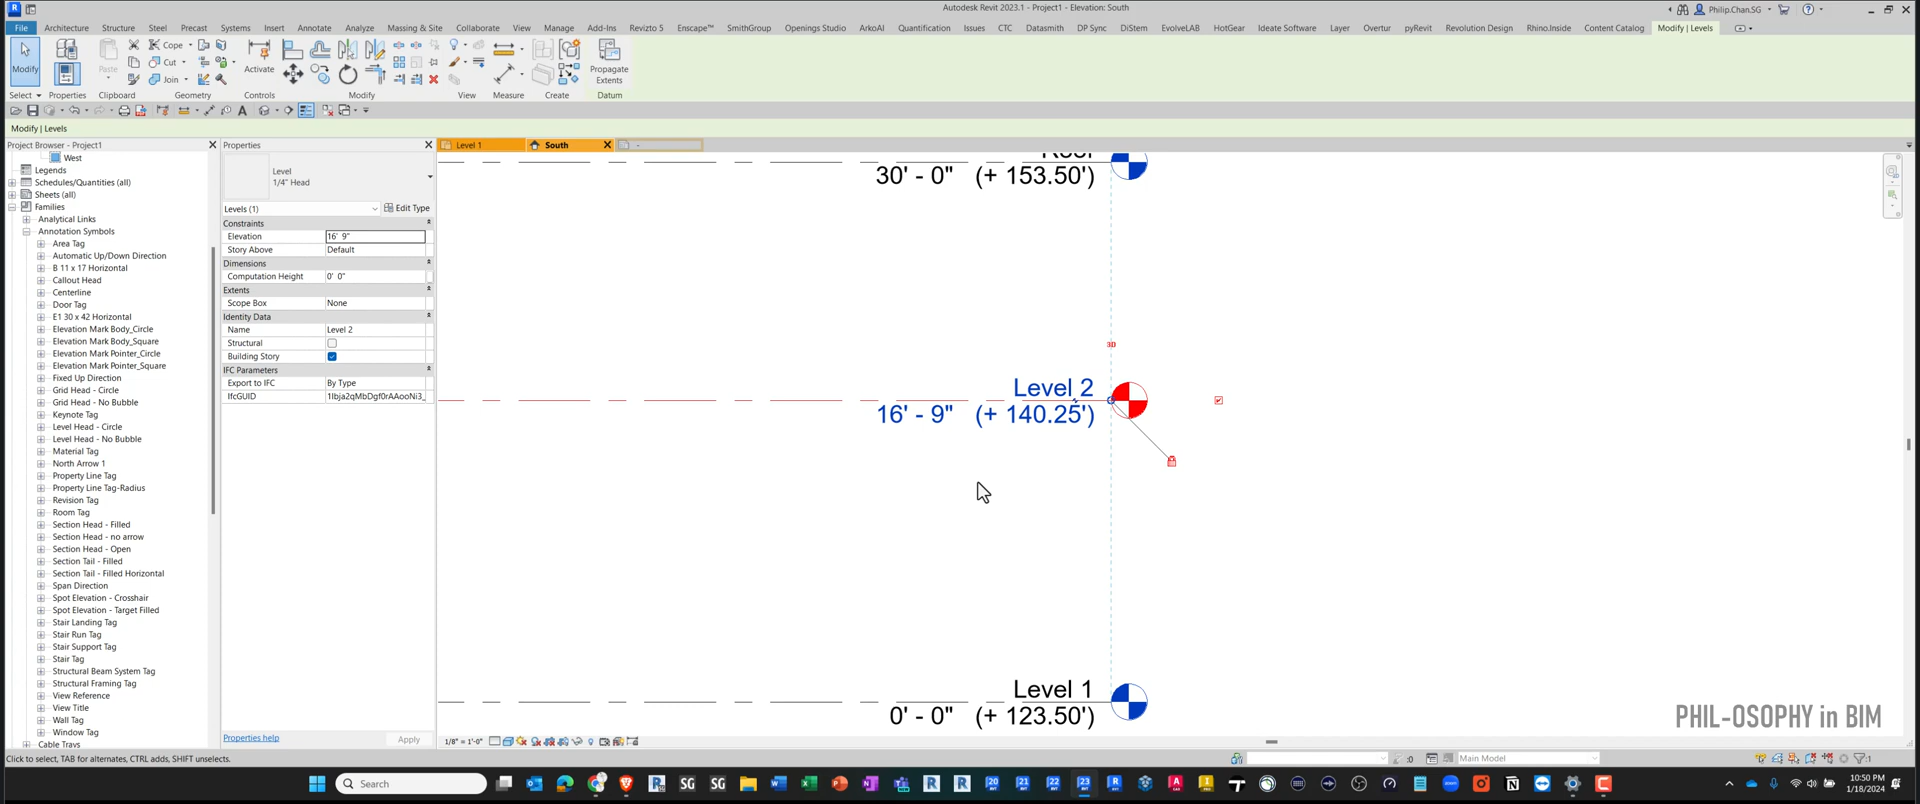 Autodesk Revit 2023.1 - Project1 - Elevation: South
Philip.Chan.SG
File Architecture Structure Steel Precast Systems Insert Annotate Analyze Massing & Site Collaborate View Manage Add-Ins Revizto 5 Enscape™ SmithGroup Openings Studio ArkoAI Quantification Issues CTC Datasmith DP Sync DiStem EvolveLAB HotGear Ideate Software Layer Overtur pyRevit Revolution Design Rhino.Inside Content Catalog Modify | Levels
Modify Paste Cope Cut Join Activate Propagate Extents
Select Properties Clipboard Geometry Controls Modify View Measure Create Datum
Modify | Levels
Project Browser - Project1
West
Legends
Schedules/Quantities (all)
Sheets (all)
Families
Analytical Links
Annotation Symbols
Area Tag
Automatic Up/Down Direction
B 11 x 17 Horizontal
Callout Head
Centerline
Door Tag
E1 30 x 42 Horizontal
Elevation Mark Body_Circle
Elevation Mark Body_Square
Elevation Mark Pointer_Circle
Elevation Mark Pointer_Square
Fixed Up Direction
Grid Head - Circle
Grid Head - No Bubble
Keynote Tag
Level Head - Circle
Level Head - No Bubble
Material Tag
North Arrow 1
Property Line Tag
Property Line Tag-Radius
Revision Tag
Room Tag
Section Head - Filled
Section Head - no arrow
Section Head - Open
Section Tail - Filled
Section Tail - Filled Horizontal
Span Direction
Spot Elevation - Crosshair
Spot Elevation - Target Filled
Stair Landing Tag
Stair Run Tag
Stair Support Tag
Stair Tag
Structural Beam System Tag
Structural Framing Tag
View Reference
View Title
Wall Tag
Window Tag
Cable Trays
Properties
Level
1/4" Head
Levels (1)
Edit Type
Constraints
Elevation 16' 9"
Story Above Default
Dimensions
Computation Height 0' 0"
Extents
Scope Box None
Identity Data
Name Level 2
Structural
Building Story
IFC Parameters
Export to IFC By Type
IfcGUID
Properties help
Apply
Level 1 South -
Roof
30' - 0" (+ 153.50')
3D
Level 2
16' - 9" (+ 140.25')
Level 1
0' - 0" (+ 123.50')
PHIL-OSOPHY in BIM
1/8" = 1'-0"
Click to select, TAB for alternates, CTRL adds, SHIFT unselects.
:0
Main Model
:1
Search
10:50 PM
1/18/2024